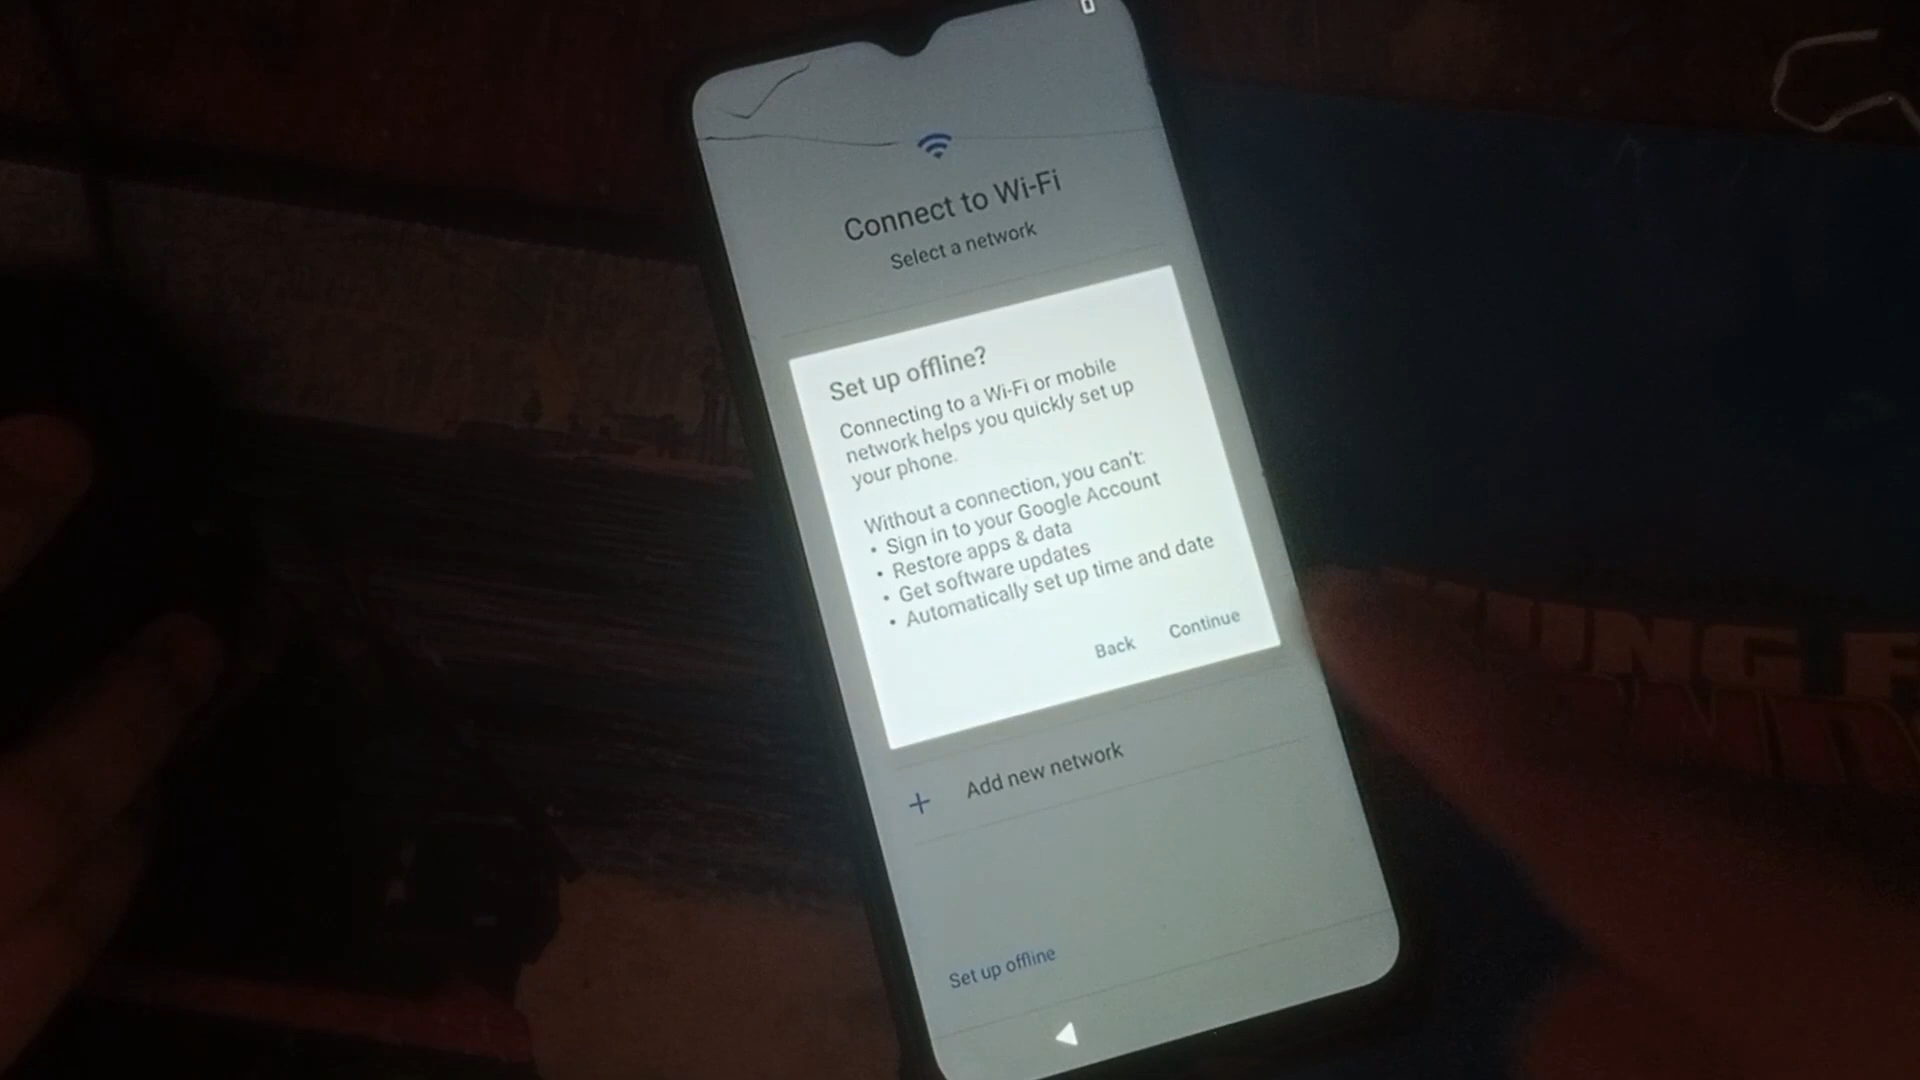 Connect to Wi-Fi
Select a network
Set up offline?
Connecting to a Wi-Fi or mobile
network helps you quickly set up
your phone.
Without a connection, you can't:
• Sign in to your Google Account
• Restore apps & data
• Get software updates
• Automatically set up time and date
Back Continue
+ Add new network
Set up offline